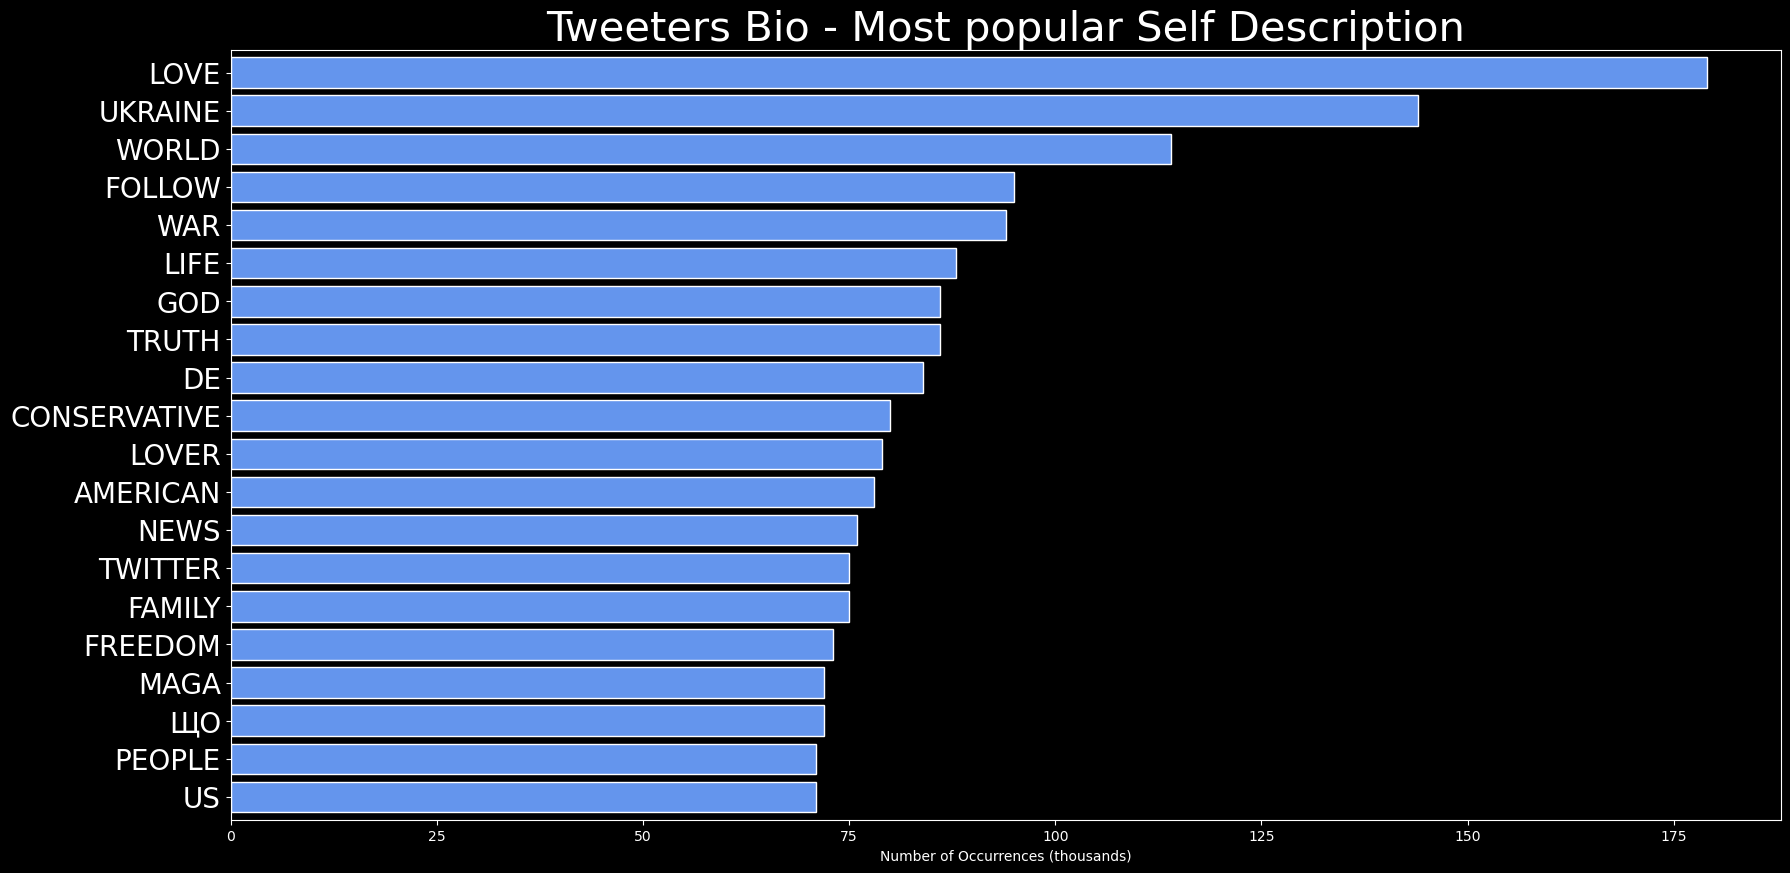 Tweeters Bio - Most popular Self Description
LOVE
UKRAINE
WORLD
FOLLOW
WAR
LIFE
GOD
TRUTH
DE
CONSERVATIVE
LOVER
AMERICAN
NEWS
TWITTER
FAMILY
FREEDOM
MAGA
ЩО
PEOPLE
US
0 25 50 75 100 125 150 175
Number of Occurrences (thousands)